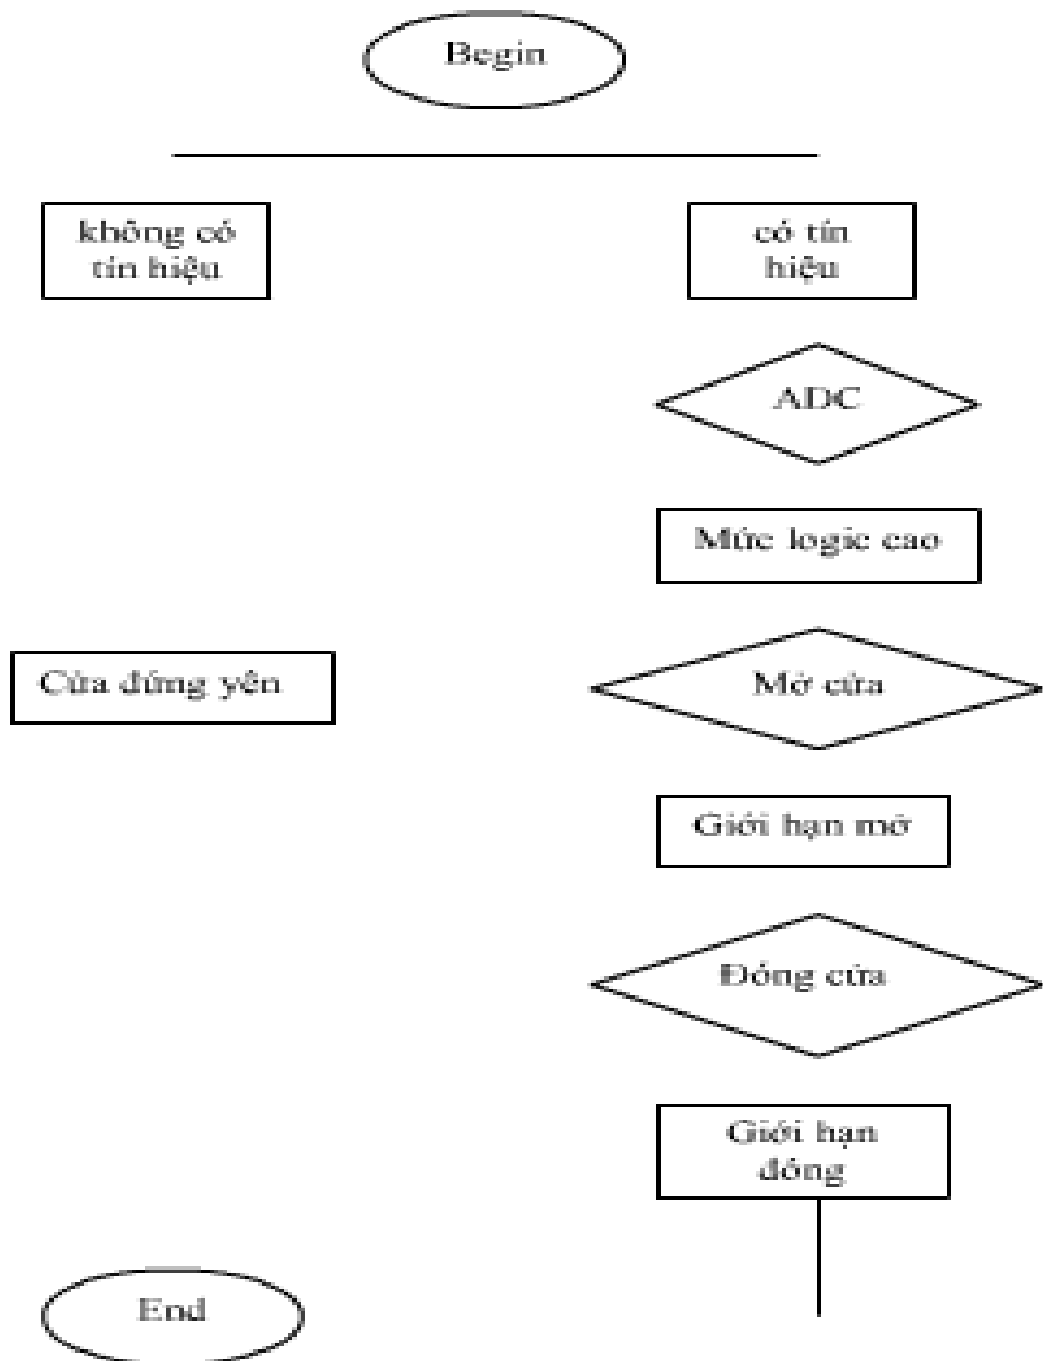 Begin
không có
tín hiệu
có tín
hiệu
ADC
Mức logic cao
Cửa đứng yên
Mở cửa
Giới hạn mở
Đóng cửa
Giới hạn
đóng
End